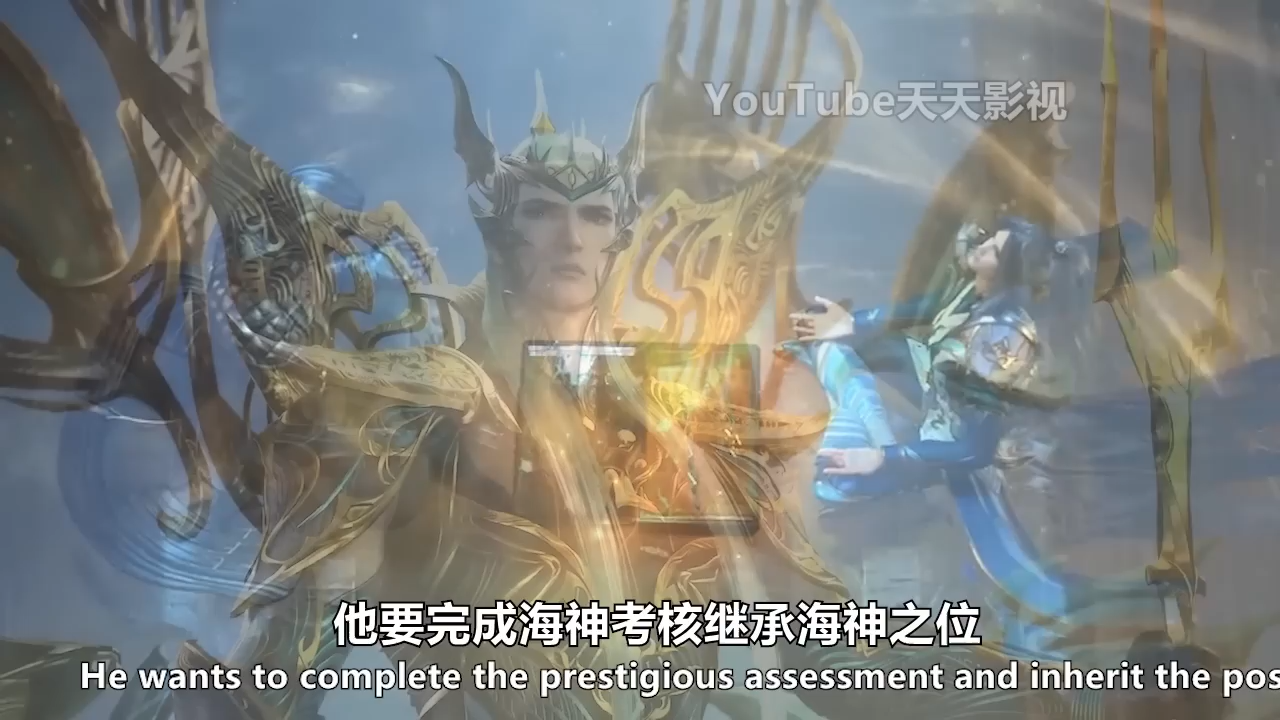 YouTube天天影视
他要完成海神考核继承海神之位
He wants to complete the prestigious assessment and inherit the pos